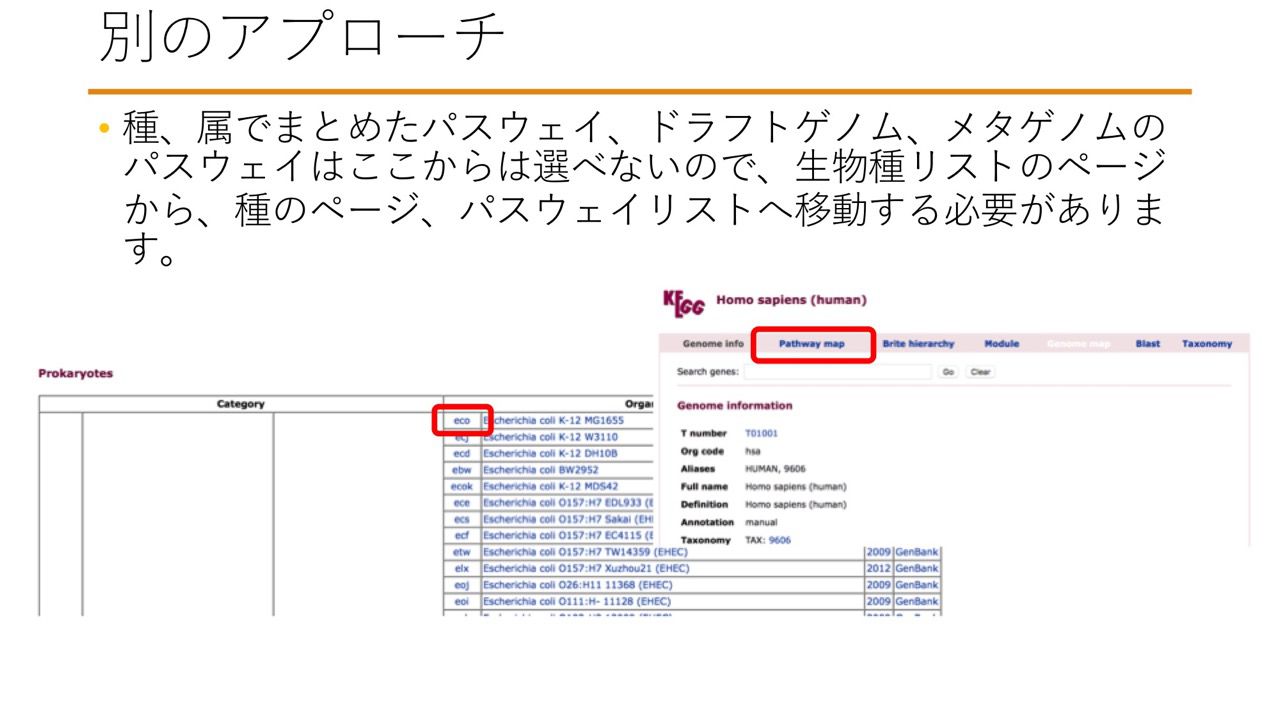 別のアプローチ
• 種、属でまとめたパスウェイ、ドラフトゲノム、メタゲノムの
パスウェイはここからは選べないので、生物種リストのページ
から、種のページ、パスウェイリストへ移動する必要がありま
す。
Prokaryotes
Category Orga
eco Escherichia coli K-12 MG1655
ecj Escherichia coli K-12 W3110
ecd Escherichia coli K-12 DH10B
ebw Escherichia coli BW2952
ecok Escherichia coli K-12 MDS42
ece Escherichia coli O157:H7 EDL933 (E
ecs Escherichia coli O157:H7 Sakai (EH
ecf Escherichia coli O157:H7 EC4115 (E
etw Escherichia coli O157:H7 TW14359 (EHEC) 2009 GenBank
elx Escherichia coli O157:H7 Xuzhou21 (EHEC) 2012 GenBank
eoj Escherichia coli O26:H11 11368 (EHEC) 2009 GenBank
eoi Escherichia coli O111:H- 11128 (EHEC) 2009 GenBank
KEGG Homo sapiens (human)
Genome info Pathway map Brite hierarchy Module Genome map Blast Taxonomy
Search genes: Go Clear
Genome information
T number T01001
Org code hsa
Aliases HUMAN, 9606
Full name Homo sapiens (human)
Definition Homo sapiens (human)
Annotation manual
Taxonomy TAX: 9606